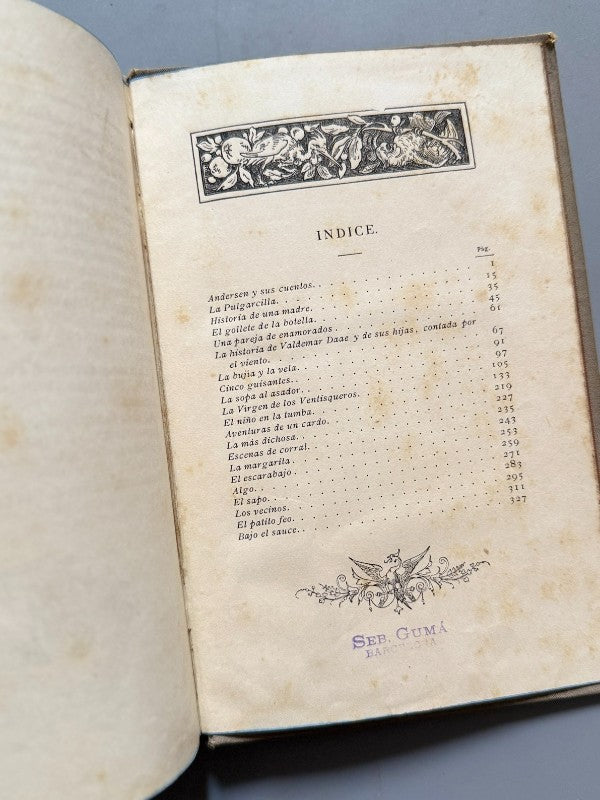 INDICE.
Pág.
Andersen y sus cuentos. 1
La Pulgarcilla. 15
Historia de una madre. 35
El gollete de la botella. 45
Una pareja de enamorados. 61
La historia de Valdemar Daae y de sus hijas, contada por
el viento. 67
La bujia y la vela. 91
Cinco guisantes. 97
La sopa al asador. 105
La Virgen de los Ventisqueros. 133
El niño en la tumba. 219
Aventuras de un cardo. 227
La más dichosa. 235
Escenas de corral. 243
La margarita. 253
El escarabajo. 259
Algo. 271
El sapo. 283
Los vecinos. 295
El patito feo. 311
Bajo el sauce. 327
SEB. GUMÁ
BARCELONA